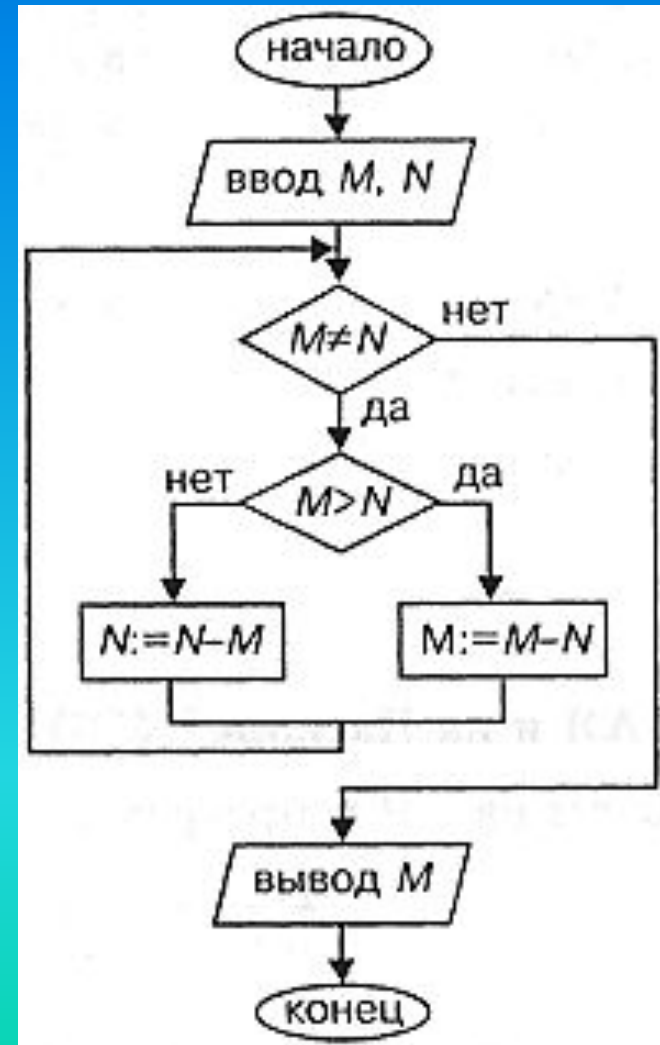 начало
ввод M, N
M≠N
нет
да
M>N
нет
да
N:=N–M
M:=M–N
вывод M
конец